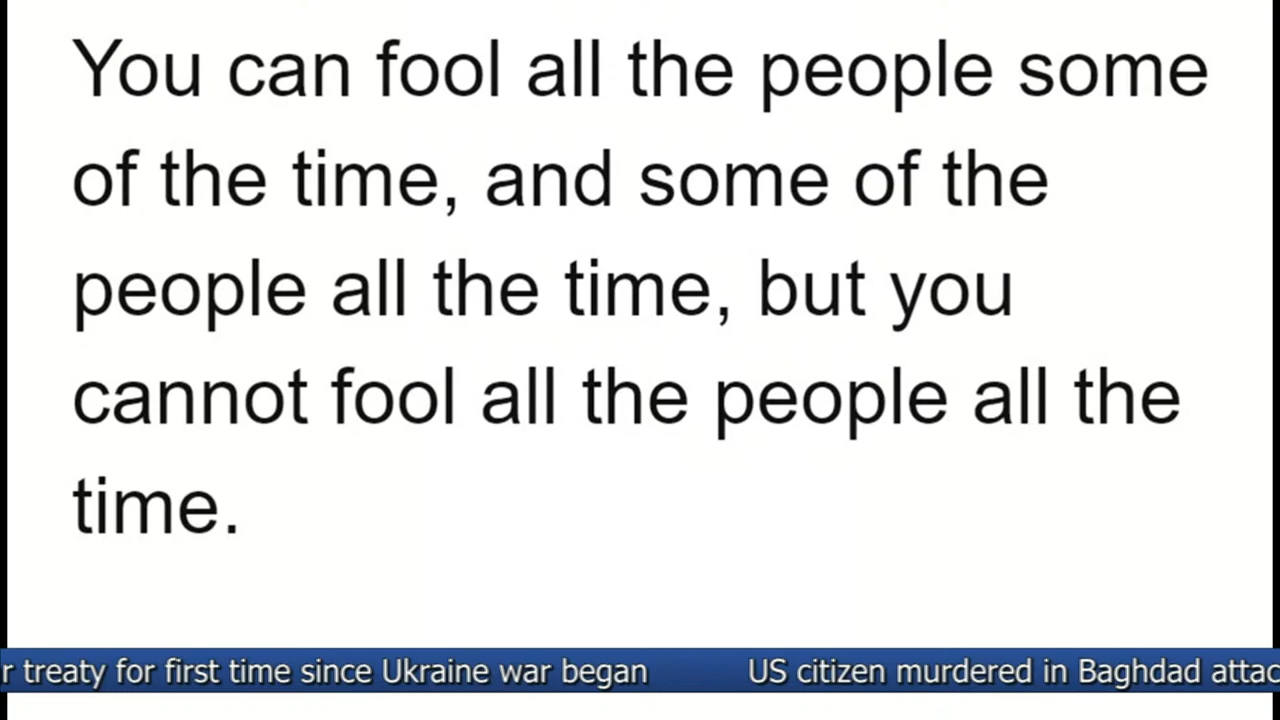 You can fool all the people some
of the time, and some of the
people all the time, but you
cannot fool all the people all the
time.
treaty for first time since Ukraine war began US citizen murdered in Baghdad